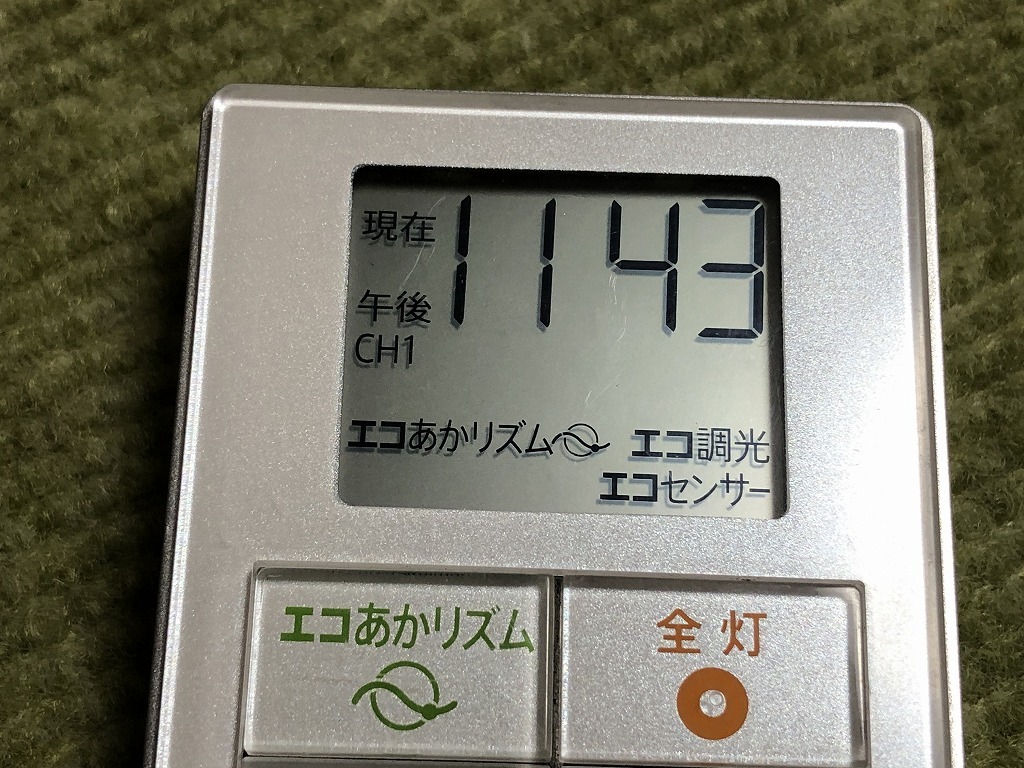 現在 1143
午後
CH1
エコあかリズム エコ調光
エコセンサー
エコあかリズム 全灯